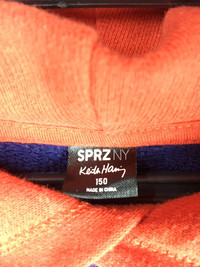 SPRZ NY
Keith Haring
150
MADE IN CHINA